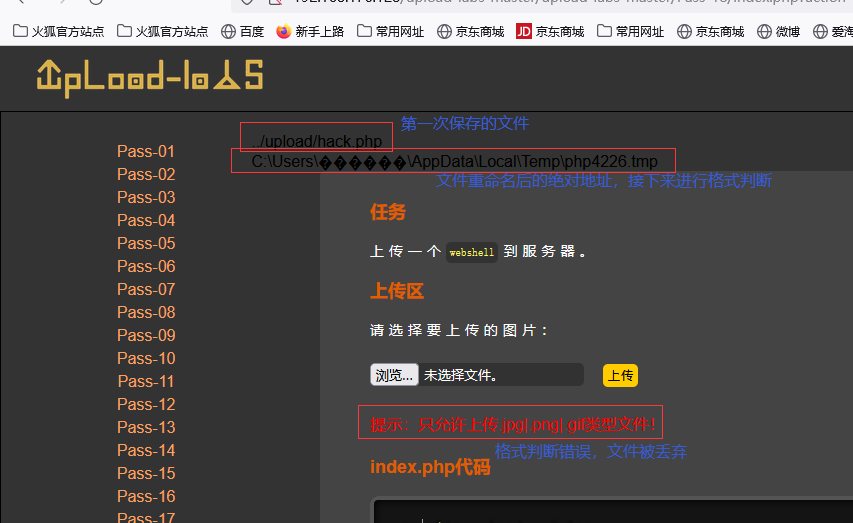 火狐官方站点 火狐官方站点 百度 新手上路 常用网址 京东商城 JD 京东商城 常用网址 京东商城 微博 爱淘
UpLoad-labs
第一次保存的文件
../upload/hack.php
C:\Users\������\AppData\Local\Temp\php4226.tmp
文件重命名后的绝对地址，接下来进行格式判断
Pass-01
Pass-02
Pass-03
Pass-04
Pass-05
Pass-06
Pass-07
Pass-08
Pass-09
Pass-10
Pass-11
Pass-12
Pass-13
Pass-14
Pass-15
Pass-16
Pass-17
任务
上传一个 webshell 到服务器。
上传区
请选择要上传的图片：
浏览... 未选择文件。 上传
提示：只允许上传.jpg|.png|.gif类型文件！
格式判断错误，文件被丢弃
index.php代码